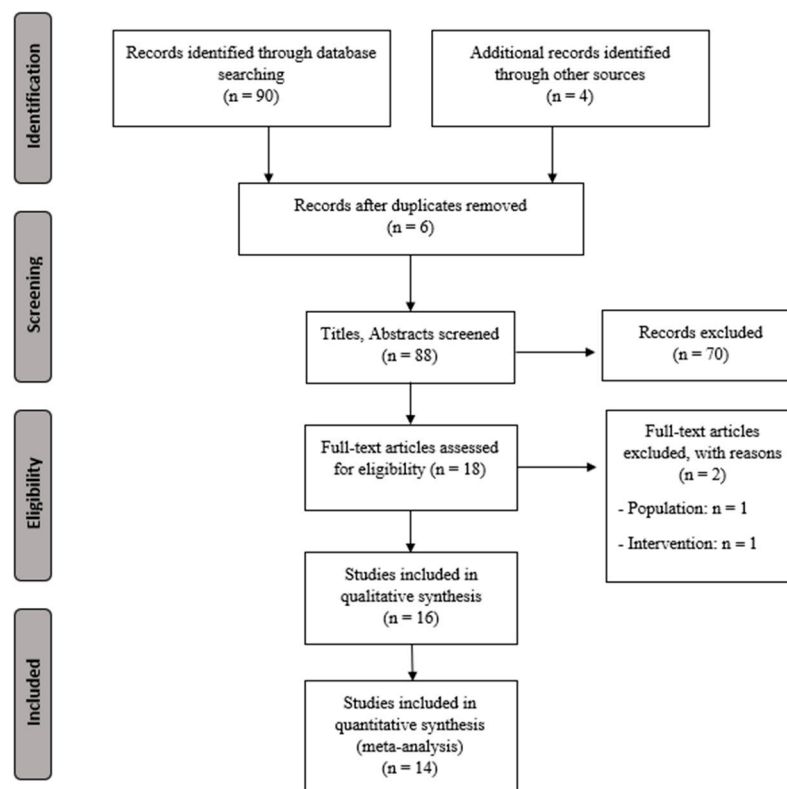 Identification
Records identified through database
searching
(n = 90)
Additional records identified
through other sources
(n = 4)
Records after duplicates removed
(n = 6)
Screening
Titles, Abstracts screened
(n = 88)
Records excluded
(n = 70)
Eligibility
Full-text articles assessed
for eligibility (n = 18)
Full-text articles
excluded, with reasons
(n = 2)
- Population: n = 1
- Intervention: n = 1
Studies included in
qualitative synthesis
(n = 16)
Included
Studies included in
quantitative synthesis
(meta-analysis)
(n = 14)